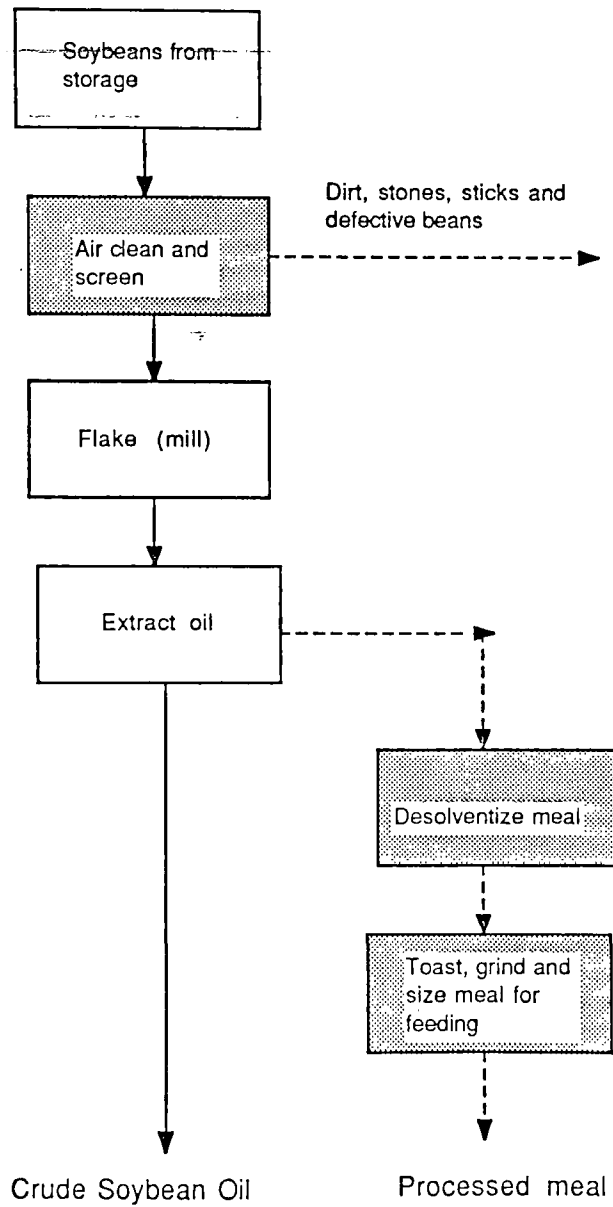 Soybeans from
storage
Dirt, stones, sticks and
defective beans
Air clean and
screen
Flake (mill)
Extract oil
Desolventize meal
Toast, grind and
size meal for
feeding
Crude Soybean Oil
Processed meal